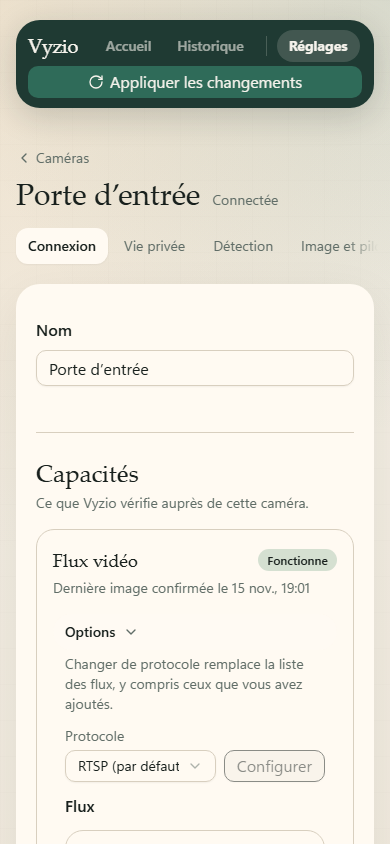 Vyzio
Accueil
Historique
Réglages
Appliquer les changements
Caméras
Porte d’entrée
Connectée
Connexion
Vie privée
Détection
Image et
Nom
Porte d’entrée
Capacités
Ce que Vyzio vérifie auprès de cette caméra.
Flux vidéo
Fonctionne
Dernière image confirmée le 15 nov., 19:01
Options
Changer de protocole remplace la liste
des flux, y compris ceux que vous avez
ajoutés.
Protocole
RTSP (par défaut
Configurer
Flux